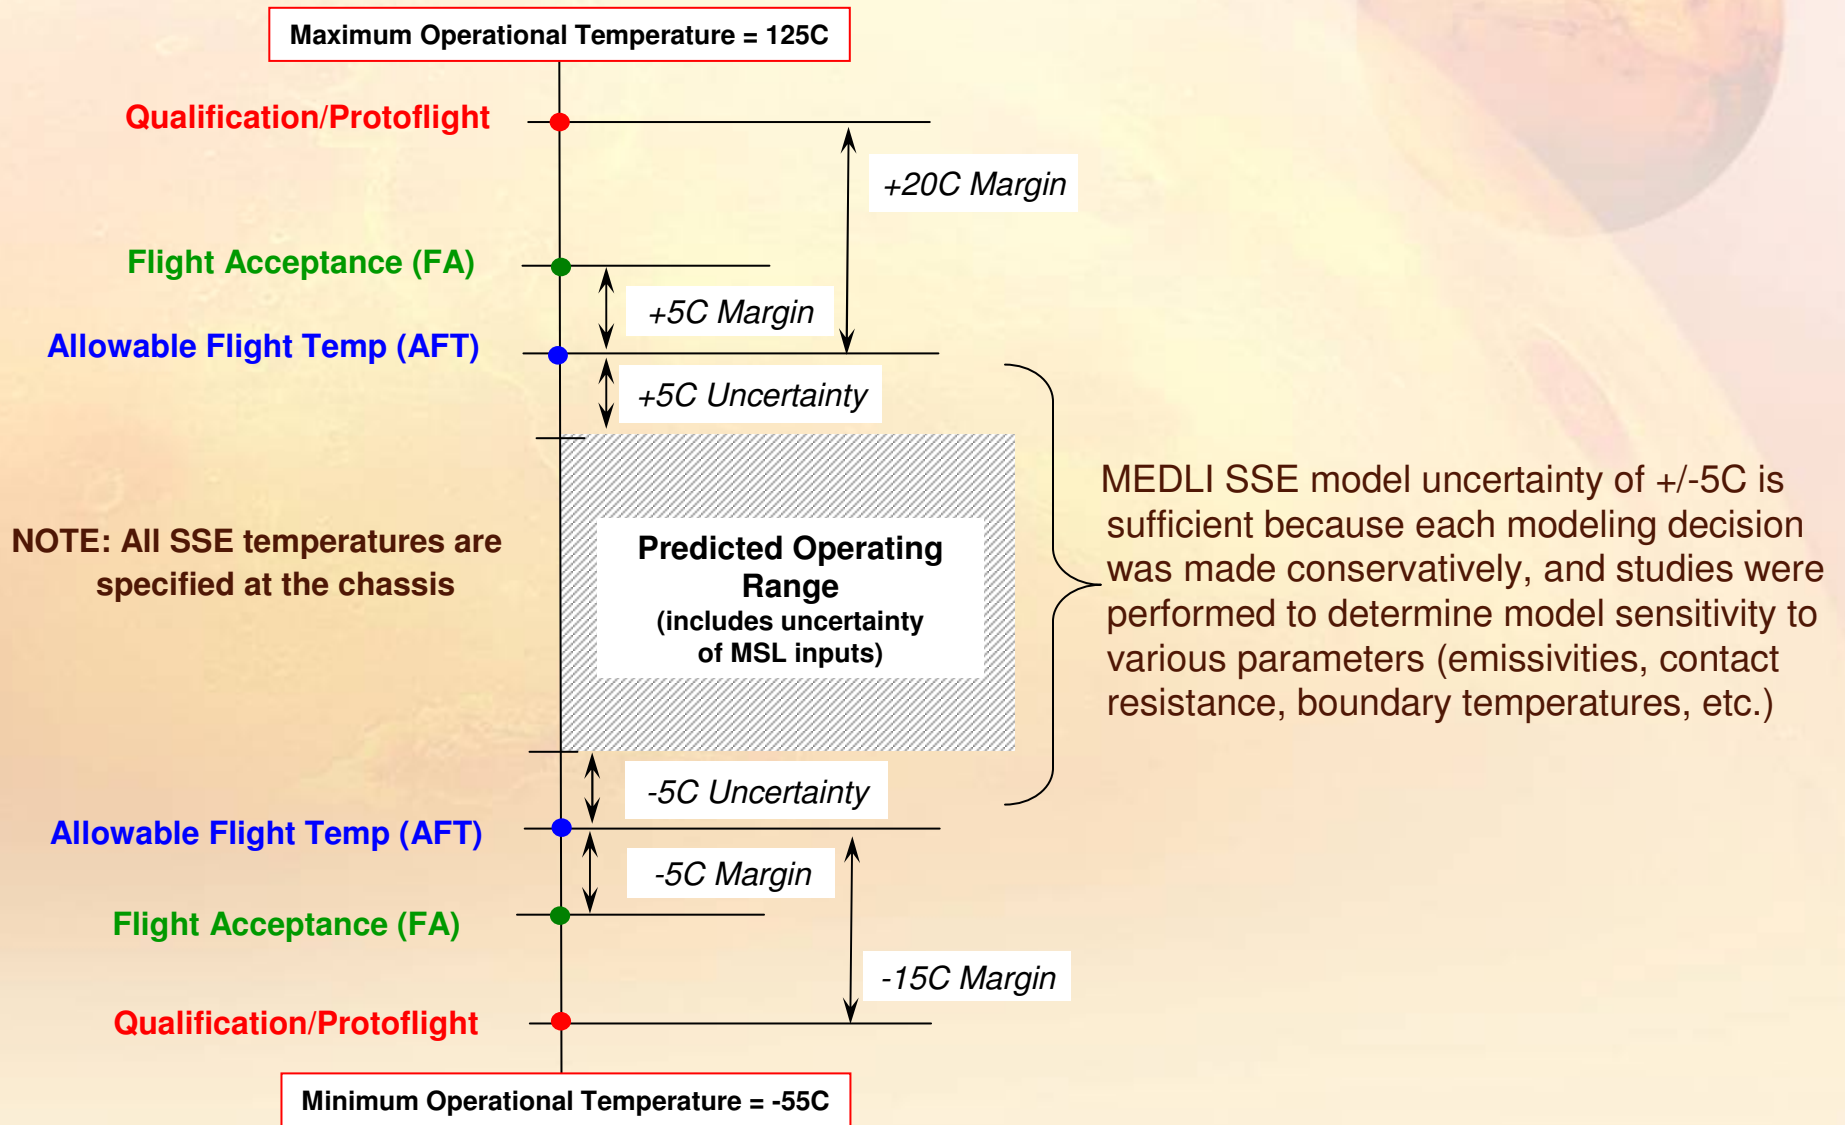 Maximum Operational Temperature = 125C
Qualification/Protoflight
+20C Margin
Flight Acceptance (FA)
+5C Margin
Allowable Flight Temp (AFT)
+5C Uncertainty
NOTE: All SSE temperatures are
specified at the chassis
Predicted Operating
Range
(includes uncertainty
of MSL inputs)
MEDLI SSE model uncertainty of +/-5C is
sufficient because each modeling decision
was made conservatively, and studies were
performed to determine model sensitivity to
various parameters (emissivities, contact
resistance, boundary temperatures, etc.)
-5C Uncertainty
Allowable Flight Temp (AFT)
-5C Margin
Flight Acceptance (FA)
-15C Margin
Qualification/Protoflight
Minimum Operational Temperature = -55C